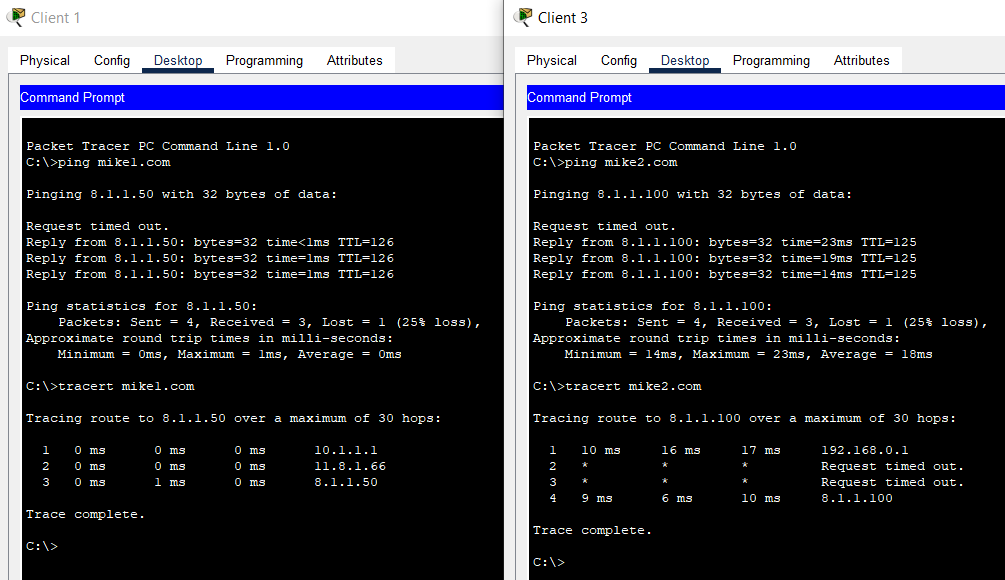 Client 1
Physical Config Desktop Programming Attributes
Command Prompt
Packet Tracer PC Command Line 1.0
C:\>ping mike1.com
Pinging 8.1.1.50 with 32 bytes of data:
Request timed out.
Reply from 8.1.1.50: bytes=32 time<1ms TTL=126
Reply from 8.1.1.50: bytes=32 time=1ms TTL=126
Reply from 8.1.1.50: bytes=32 time=1ms TTL=126
Ping statistics for 8.1.1.50:
Packets: Sent = 4, Received = 3, Lost = 1 (25% loss),
Approximate round trip times in milli-seconds:
Minimum = 0ms, Maximum = 1ms, Average = 0ms
C:\>tracert mike1.com
Tracing route to 8.1.1.50 over a maximum of 30 hops:
1 0 ms 0 ms 0 ms 10.1.1.1
2 0 ms 0 ms 0 ms 11.8.1.66
3 0 ms 1 ms 0 ms 8.1.1.50
Trace complete.
C:\>
Client 3
Physical Config Desktop Programming Attributes
Command Prompt
Packet Tracer PC Command Line 1.0
C:\>ping mike2.com
Pinging 8.1.1.100 with 32 bytes of data:
Request timed out.
Reply from 8.1.1.100: bytes=32 time=23ms TTL=125
Reply from 8.1.1.100: bytes=32 time=19ms TTL=125
Reply from 8.1.1.100: bytes=32 time=14ms TTL=125
Ping statistics for 8.1.1.100:
Packets: Sent = 4, Received = 3, Lost = 1 (25% loss),
Approximate round trip times in milli-seconds:
Minimum = 14ms, Maximum = 23ms, Average = 18ms
C:\>tracert mike2.com
Tracing route to 8.1.1.100 over a maximum of 30 hops:
1 10 ms 16 ms 17 ms 192.168.0.1
2 * * * Request timed out.
3 * * * Request timed out.
4 9 ms 6 ms 10 ms 8.1.1.100
Trace complete.
C:\>